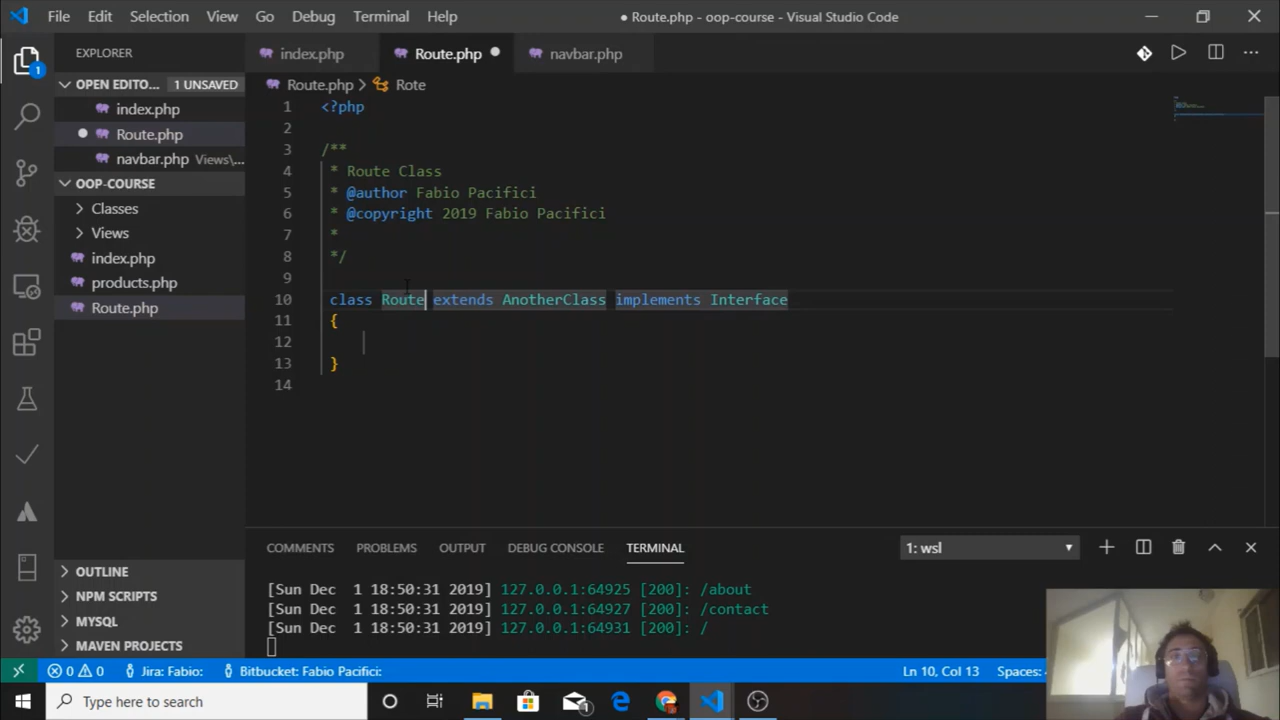 File Edit Selection View Go Debug Terminal Help ● Route.php - oop-course - Visual Studio Code
EXPLORER
index.php Route.php navbar.php
OPEN EDITO... 1 UNSAVED
index.php
Route.php
navbar.php Views\...
OOP-COURSE
Classes
Views
index.php
products.php
Route.php
OUTLINE
NPM SCRIPTS
MYSQL
MAVEN PROJECTS
1
Route.php > Rote
1 <?php
2
3 /**
4 * Route Class
5 * @author Fabio Pacifici
6 * @copyright 2019 Fabio Pacifici
7 *
8 */
9
10 class Route extends AnotherClass implements Interface
11 {
12
13 }
14
COMMENTS PROBLEMS OUTPUT DEBUG CONSOLE TERMINAL 1: wsl
[Sun Dec 1 18:50:31 2019] 127.0.0.1:64925 [200]: /about
[Sun Dec 1 18:50:31 2019] 127.0.0.1:64927 [200]: /contact
[Sun Dec 1 18:50:31 2019] 127.0.0.1:64931 [200]: /
0 0 Jira: Fabio: Bitbucket: Fabio Pacifici: Ln 10, Col 13 Spaces:
Type here to search
1